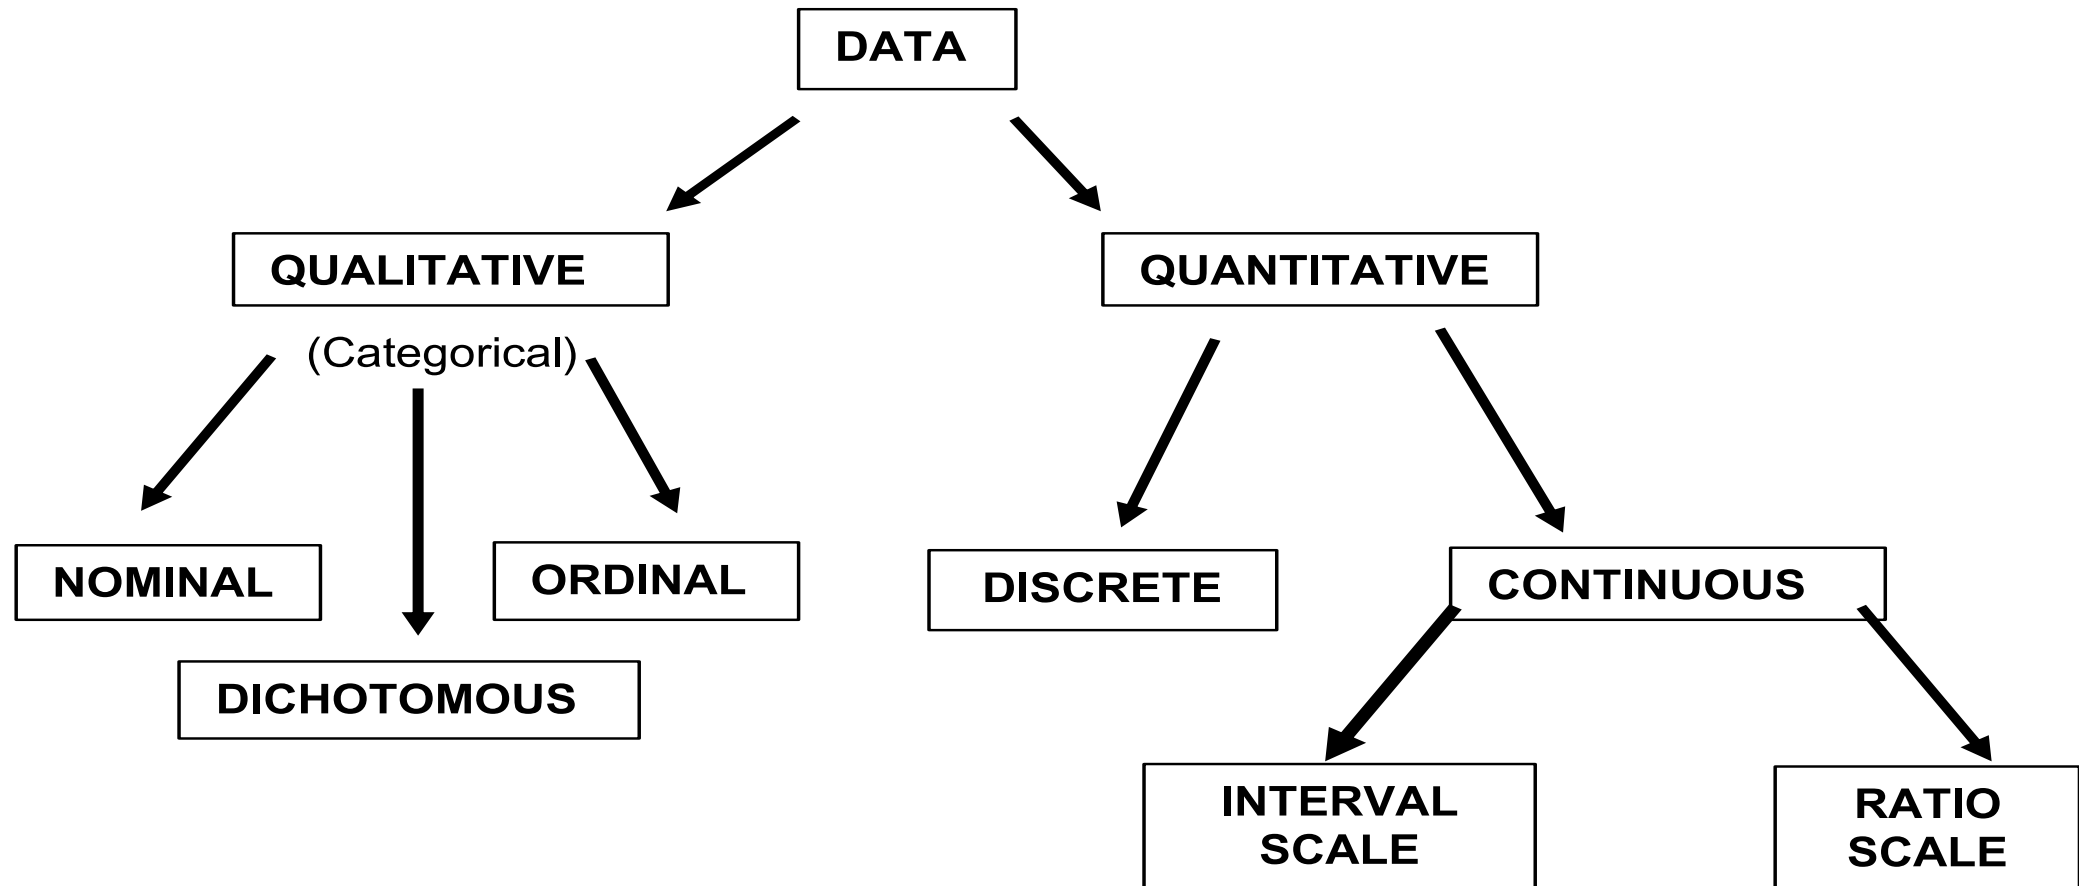 DATA
QUALITATIVE
QUANTITATIVE
(Categorical)
NOMINAL
ORDINAL
DISCRETE
CONTINUOUS
DICHOTOMOUS
INTERVAL
SCALE
RATIO
SCALE